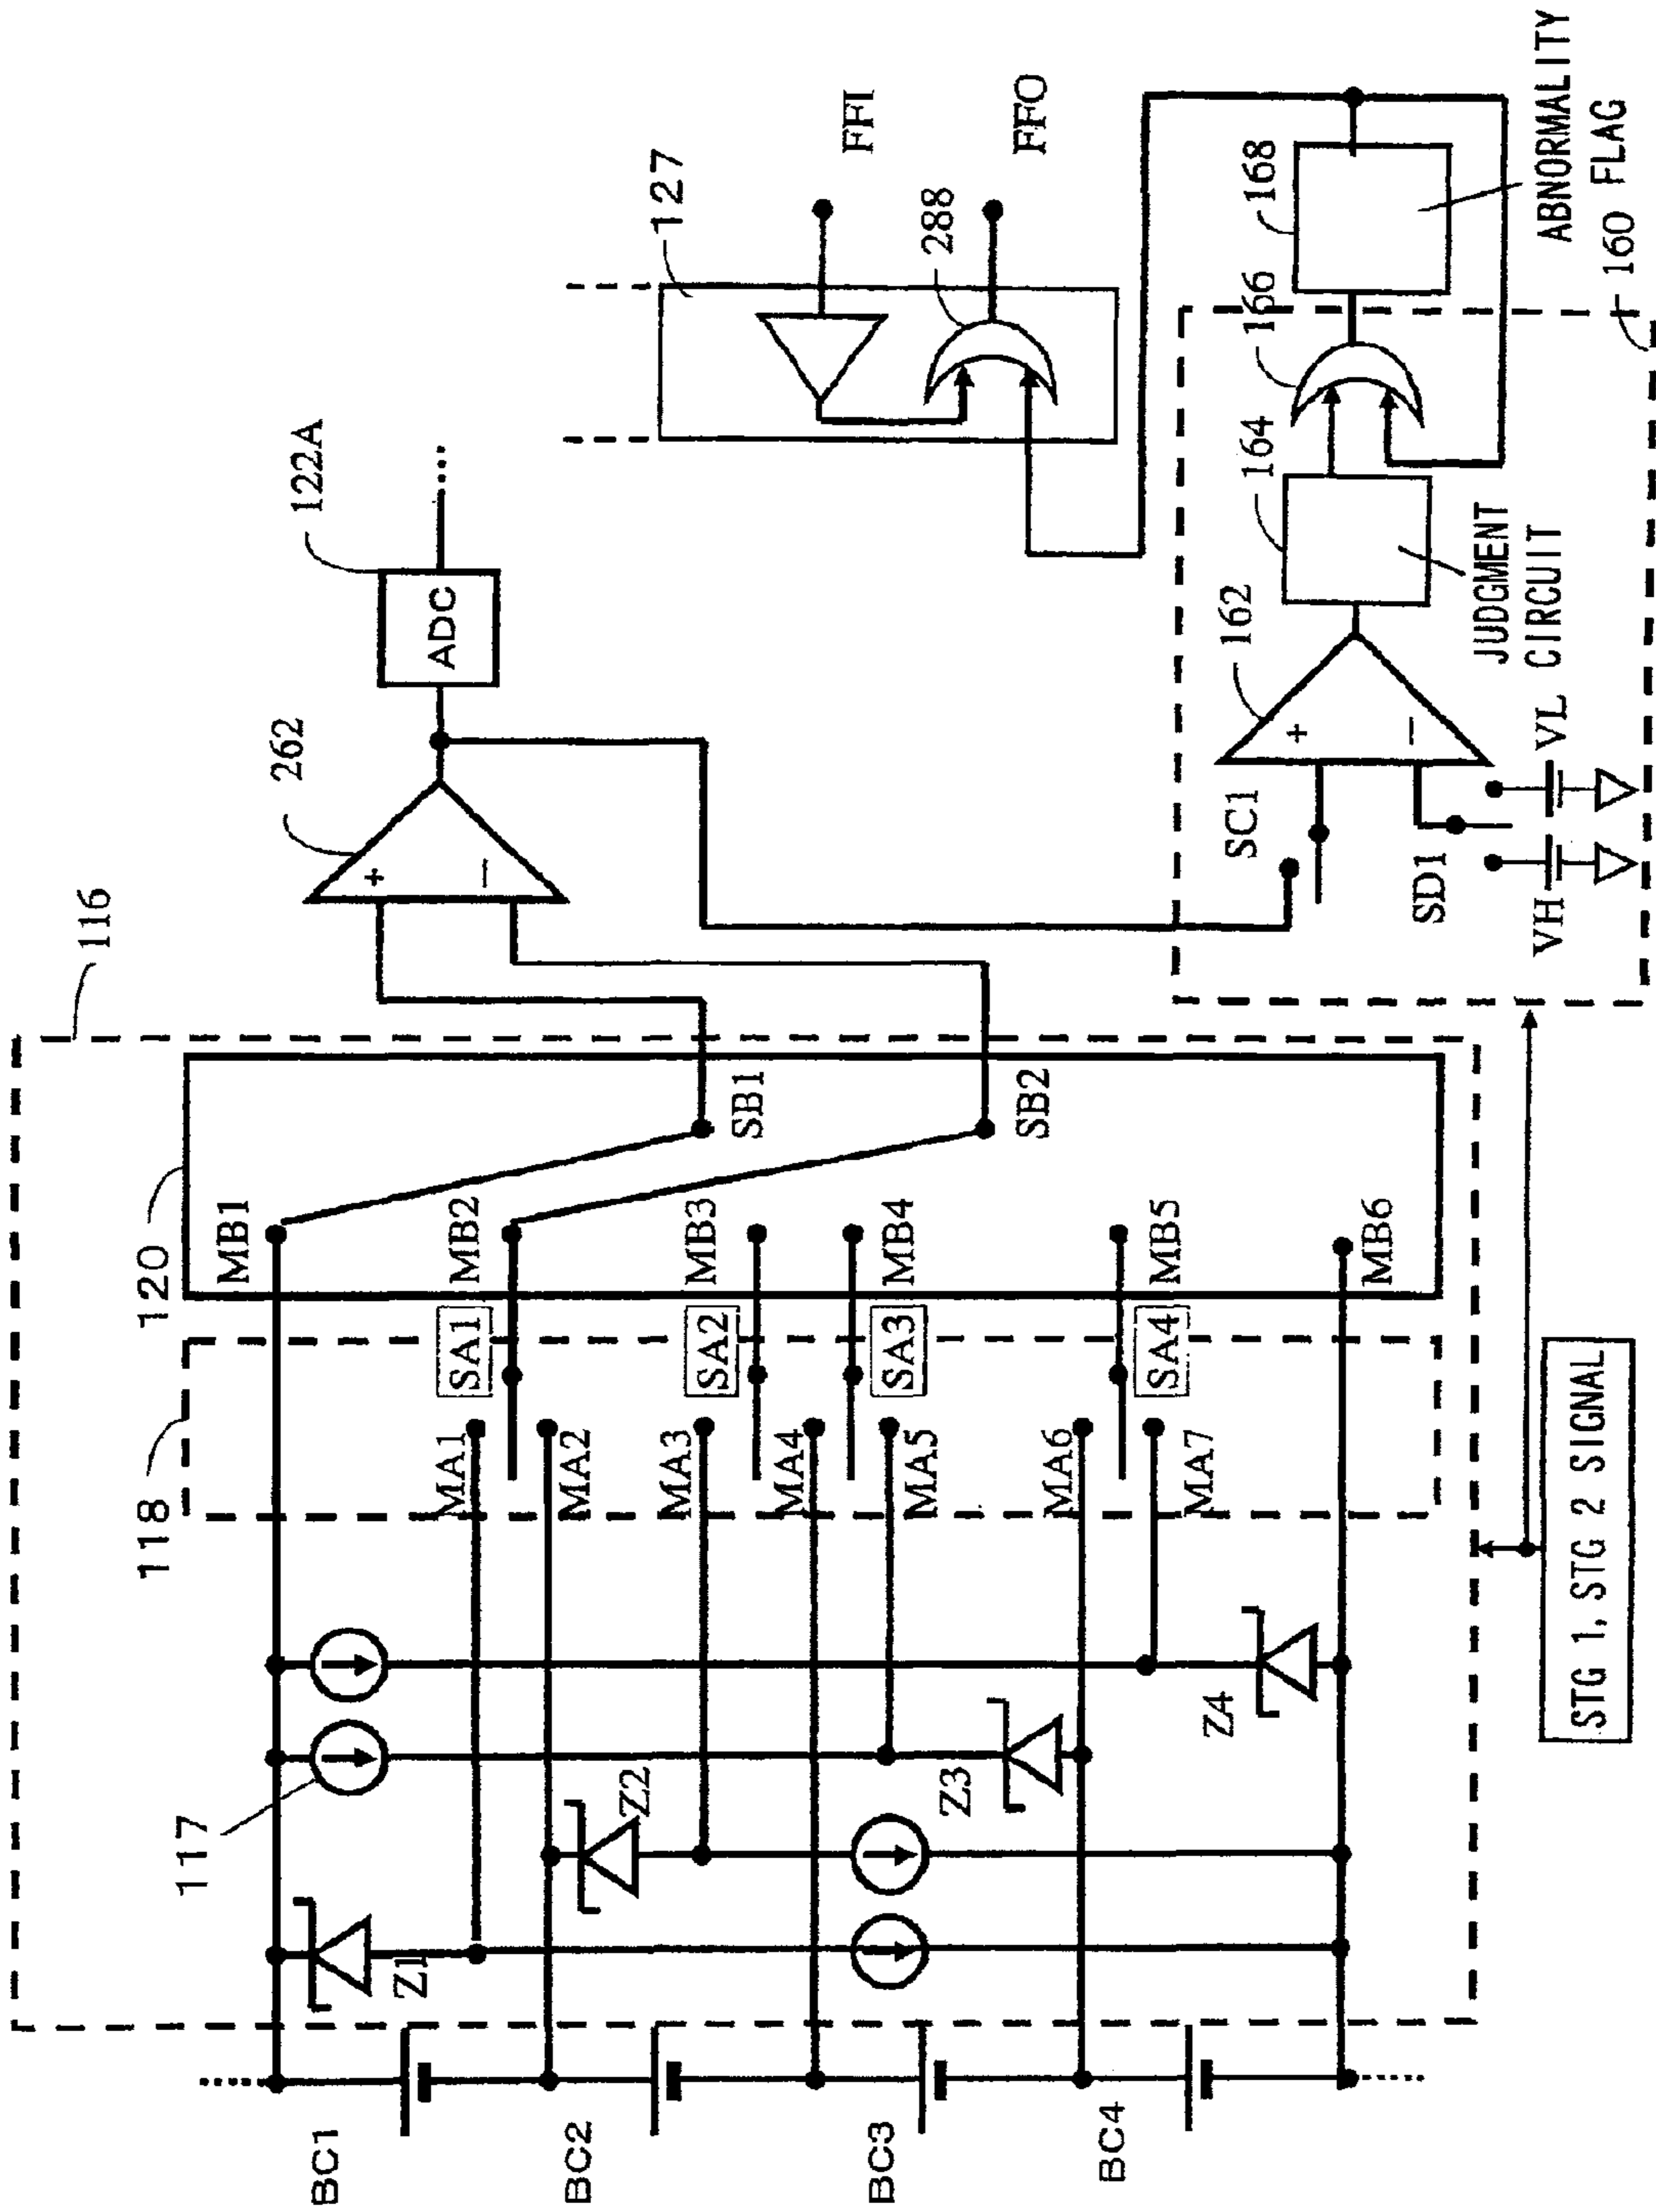 116
120
118
117
MB1
MB2
MB3
MB4
MB5
MB6
SB1
SB2
SA1
SA2
SA3
SA4
MA1
MA2
MA3
MA4
MA5
MA6
MA7
Z1
Z2
Z3
Z4
BC1
BC2
BC3
BC4
262
+
−
ADC
122A
127
FFI
FFO
288
SC1
SD1
VH
VL
162
+
−
164
JUDGMENT
CIRCUIT
166
168
ABNORMALITY
FLAG
160
STG 1, STG 2 SIGNAL